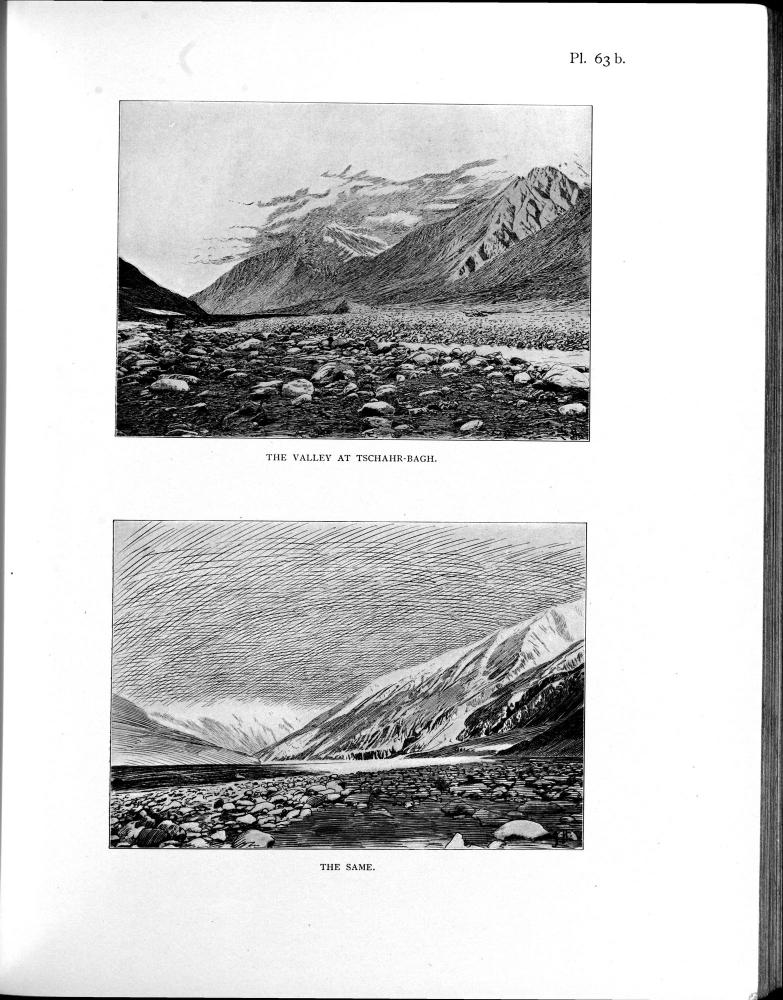 Pl. 63 b.
THE VALLEY AT TSCHAHR-BAGH.
THE SAME.